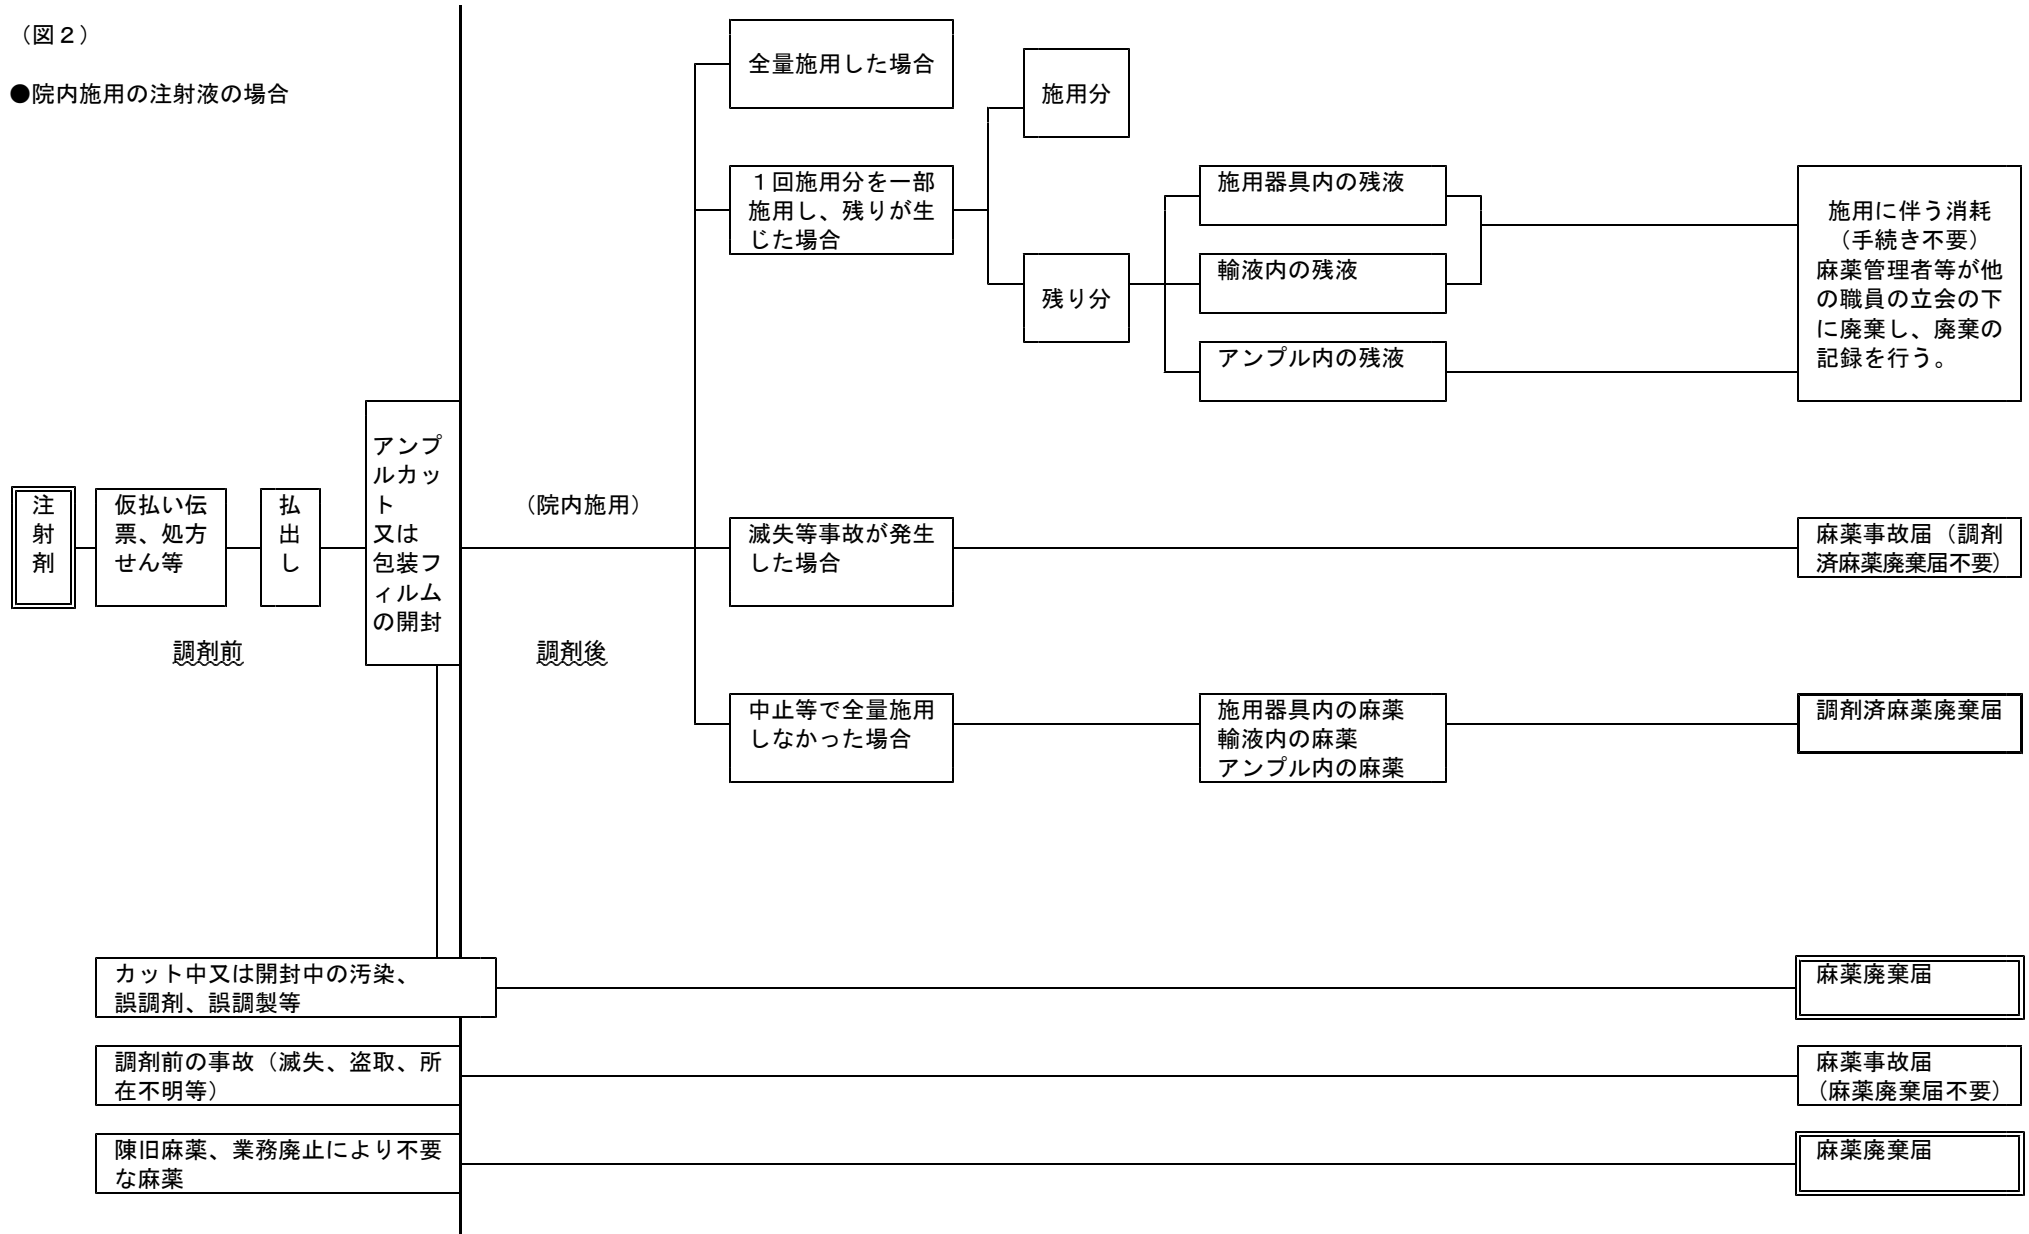 （図２）
●院内施用の注射液の場合
全量施用した場合
施用分
１回施用分を一部
施用し、残りが生
じた場合
残り分
施用器具内の残液
輸液内の残液
アンプル内の残液
施用に伴う消耗
（手続き不要）
麻薬管理者等が他
の職員の立会の下
に廃棄し、廃棄の
記録を行う。
注
射
剤
仮払い伝
票、処方
せん等
払
出
し
アンプ
ルカッ
ト
又は
包装フ
ィルム
の開封
（院内施用）
調剤前
調剤後
滅失等事故が発生
した場合
麻薬事故届（調剤
済麻薬廃棄届不要）
中止等で全量施用
しなかった場合
施用器具内の麻薬
輸液内の麻薬
アンプル内の麻薬
調剤済麻薬廃棄届
カット中又は開封中の汚染、
誤調剤、誤調製等
麻薬廃棄届
調剤前の事故（滅失、盗取、所
在不明等）
麻薬事故届
（麻薬廃棄届不要）
陳旧麻薬、業務廃止により不要
な麻薬
麻薬廃棄届